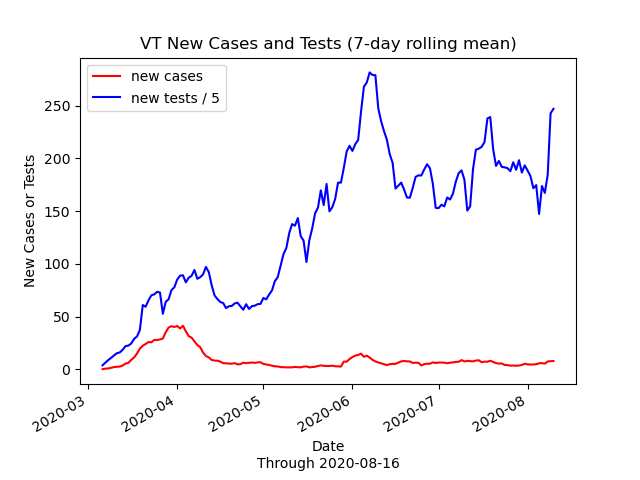 VT New Cases and Tests (7-day rolling mean)
new cases
new tests / 5
New Cases or Tests
250
200
150
100
50
0
2020-03
2020-04
2020-05
2020-06
2020-07
2020-08
Date
Through 2020-08-16